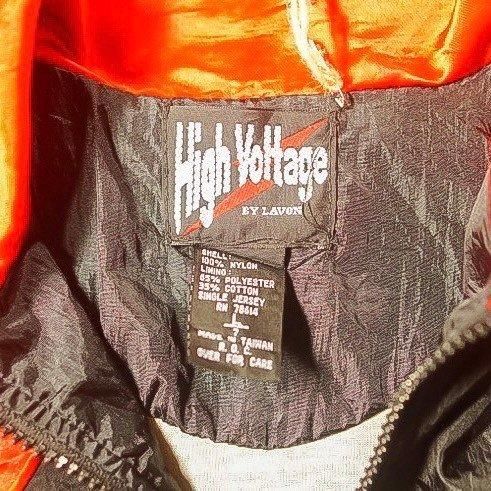 High Voltage
BY LAVON
SHELL:
100% NYLON
LINING:
65% POLYESTER
35% COTTON
SINGLE JERSEY
RN 78614
L
MADE IN TAIWAN
R.O.C.
OVER FOR CARE